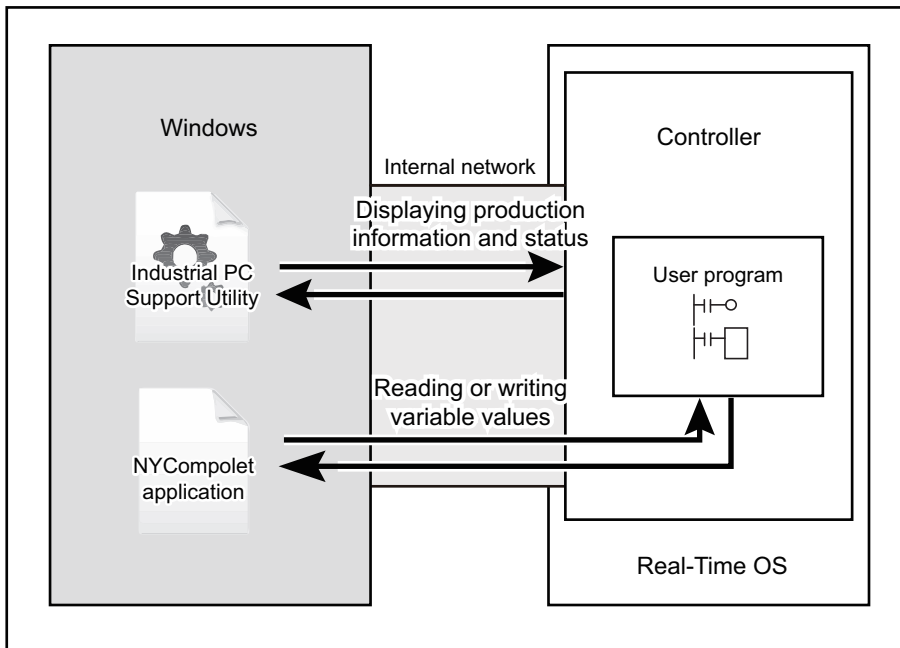 Windows
Controller
Internal network
Displaying production
information and status
Industrial PC
Support Utility
User program
Reading or writing
variable values
NYCompolet
application
Real-Time OS